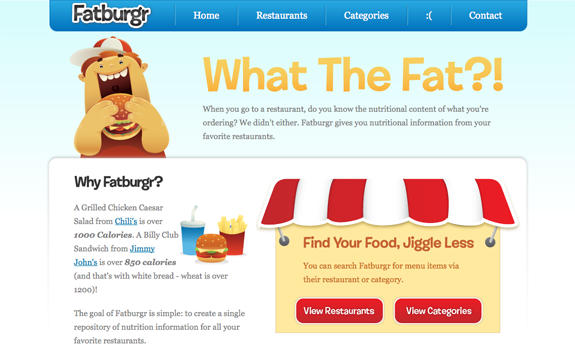 Fatburgr
Home
Restaurants
Categories
:(
Contact
What The Fat?!
When you go to a restaurant, do you know the nutritional content of what you're
ordering? We didn't either. Fatburgr gives you nutritional information from your
favorite restaurants.
Why Fatburgr?
A Grilled Chicken Caesar
Salad from Chili's is over
1000 Calories. A Billy Club
Sandwich from Jimmy
John's is over 850 calories
(and that's with white bread - wheat is over
1200)!
The goal of Fatburgr is simple: to create a single
repository of nutrition information for all your
favorite restaurants.
Find Your Food, Jiggle Less
You can search Fatburgr for menu items via
their restaurant or category.
View Restaurants
View Categories